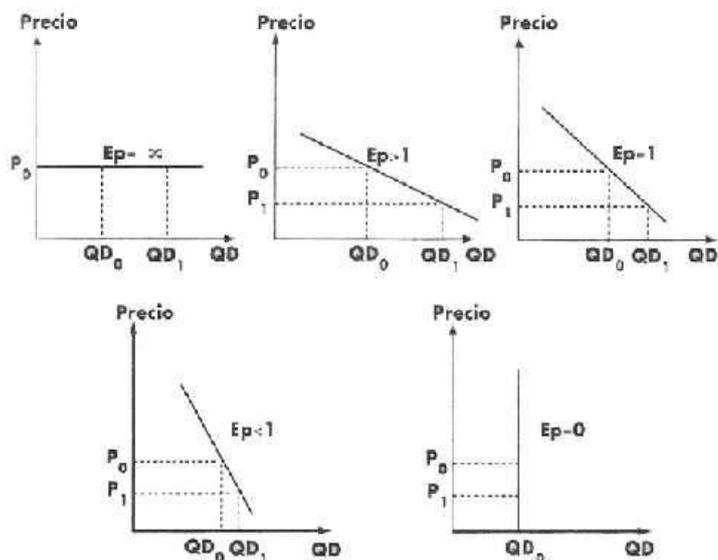 Precio
P₀
Ep= ∞
QD₀ QD₁ QD
Precio
Ep>1
P₀
P₁
QD₀ QD₁ QD
Precio
Ep=1
P₀
P₁
QD₀ QD₁ QD
Precio
Ep<1
P₀
P₁
QD₀ QD₁ QD
Precio
Ep=0
P₀
P₁
QD₀ QD